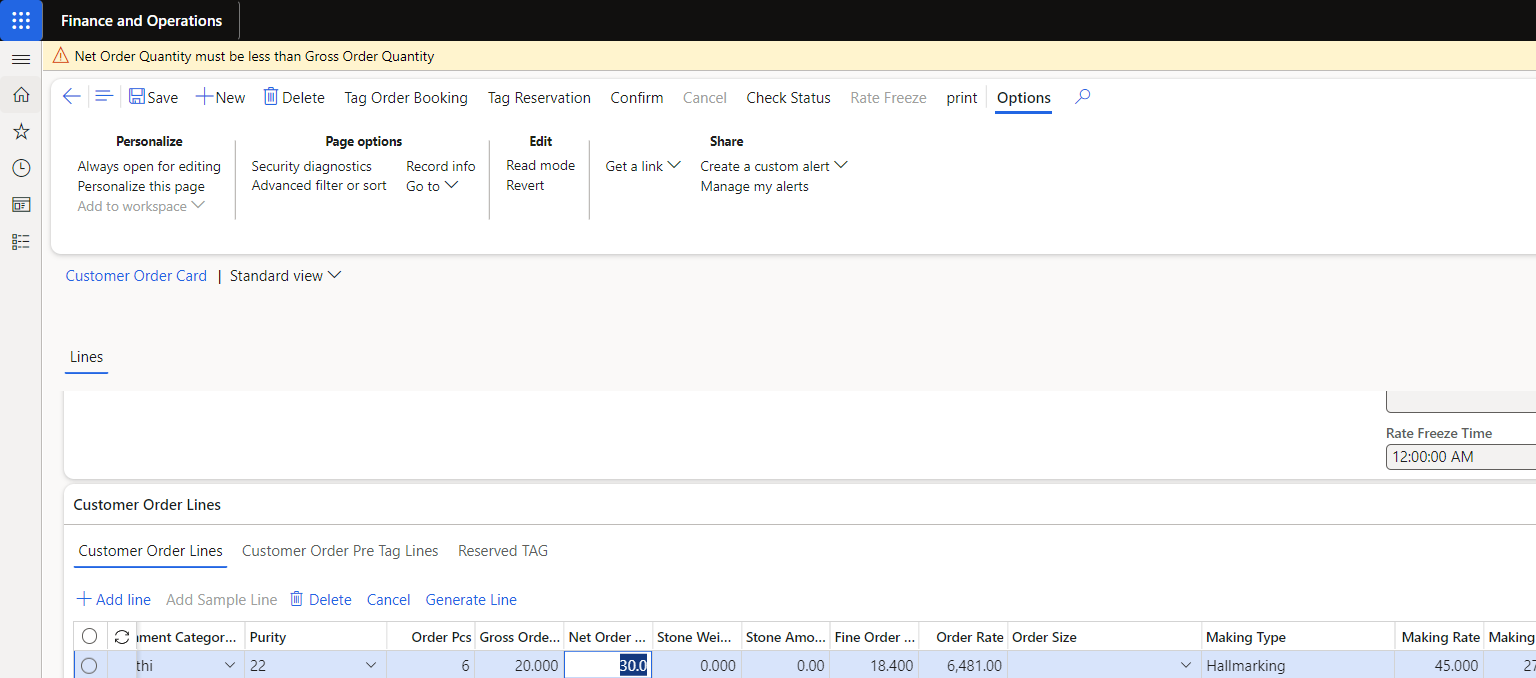 Finance and Operations
Net Order Quantity must be less than Gross Order Quantity
Save New Delete Tag Order Booking Tag Reservation Confirm Cancel Check Status Rate Freeze print Options
Personalize Page options Edit Share
Always open for editing Security diagnostics Record info Read mode Get a link Create a custom alert
Personalize this page Advanced filter or sort Go to Revert Manage my alerts
Add to workspace
Customer Order Card | Standard view
Lines
Rate Freeze Time
12:00:00 AM
Customer Order Lines
Customer Order Lines Customer Order Pre Tag Lines Reserved TAG
Add line Add Sample Line Delete Cancel Generate Line
nment Categor... Purity Order Pcs Gross Orde... Net Order ... Stone Wei... Stone Amo... Fine Order ... Order Rate Order Size Making Type Making Rate Making
thi 22 6 20.000 30.0 0.000 0.00 18.400 6,481.00 Hallmarking 45.000 27